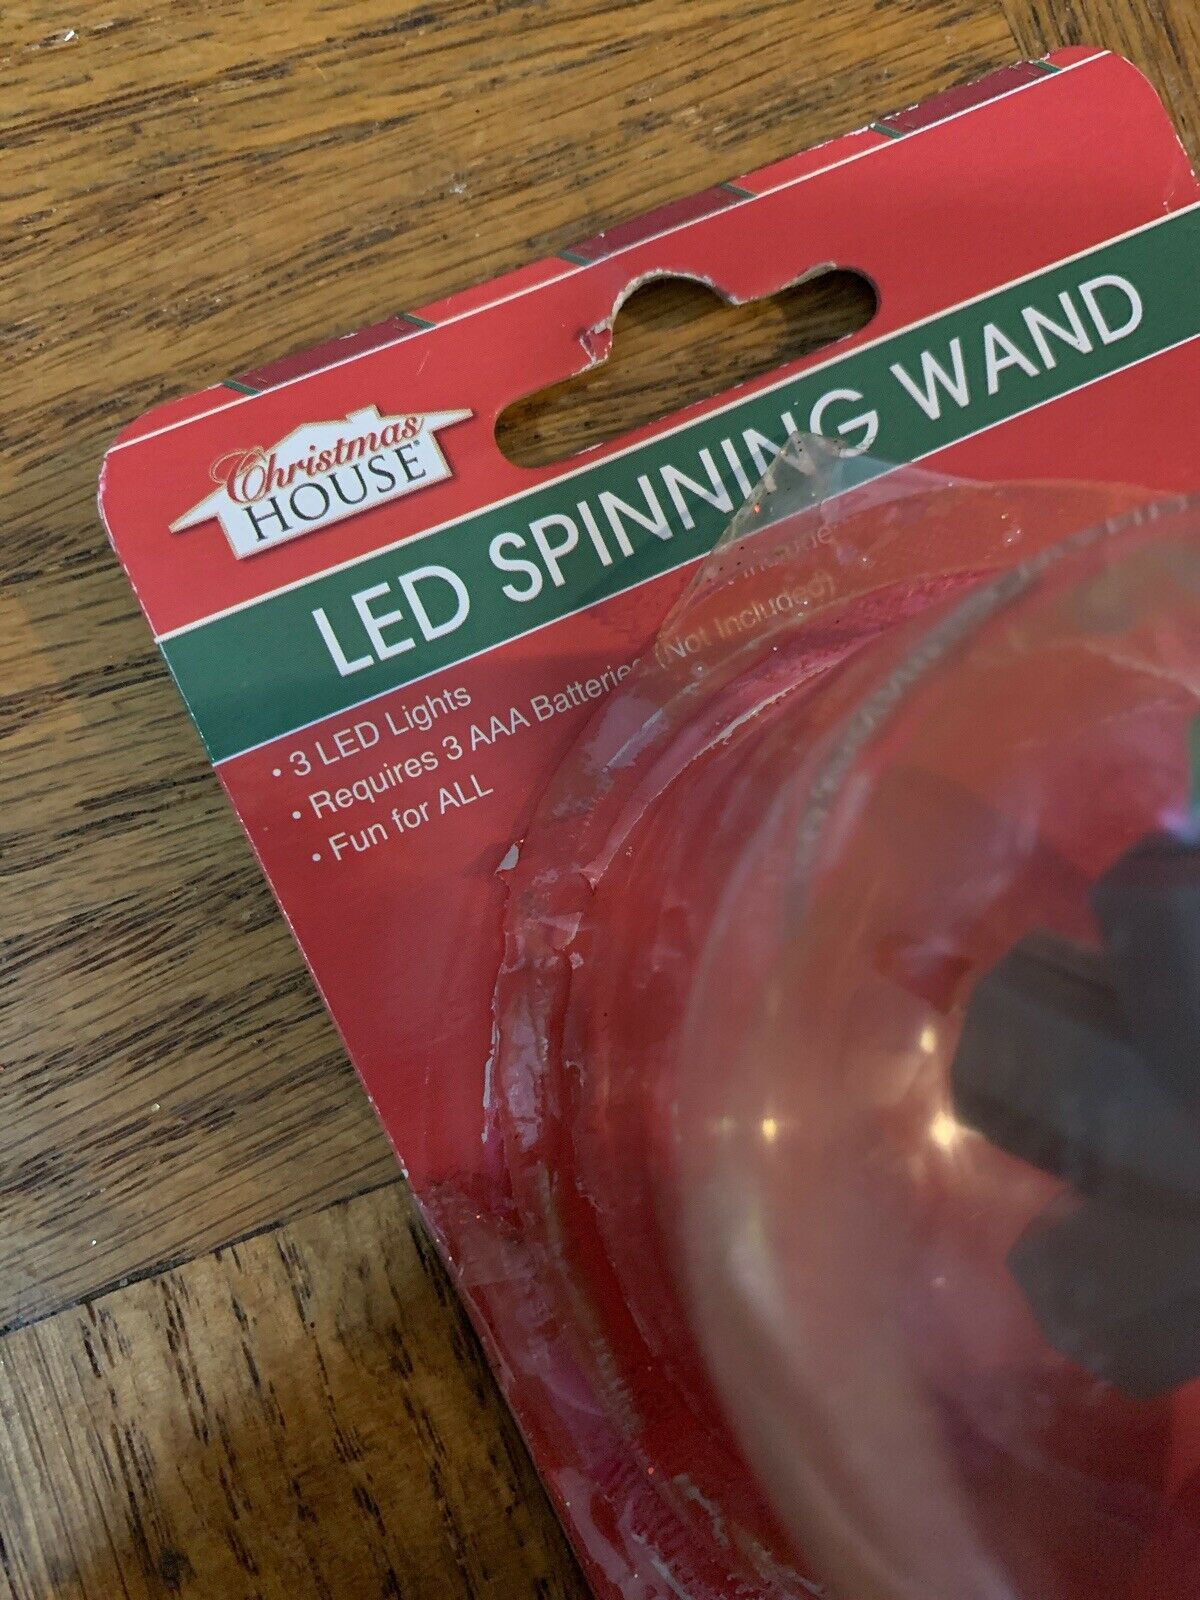 Christmas
HOUSE®
LED SPINNING WAND
• 3 LED Lights
• Requires 3 AAA Batteries (Not Included)
• Fun for ALL